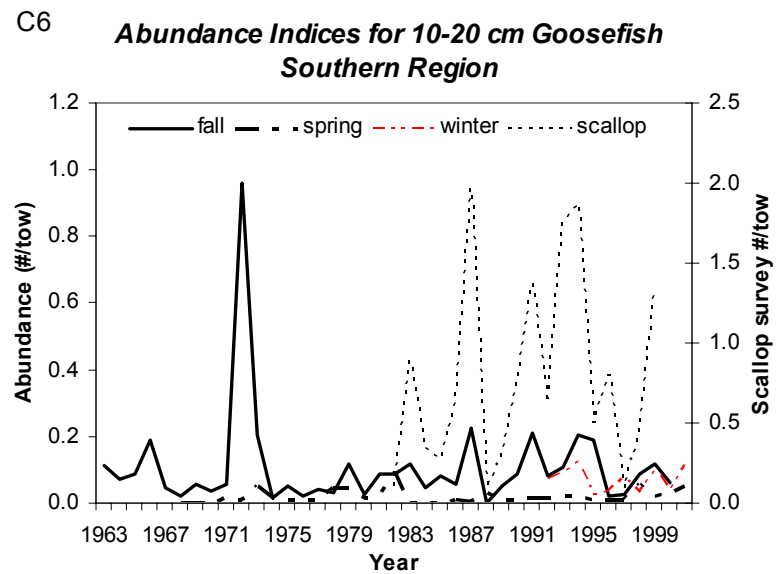 C6
Abundance Indices for 10-20 cm Goosefish
Southern Region
1.2
1.0
0.8
0.6
0.4
0.2
0.0
Abundance (#/tow)
fall
spring
winter
scallop
2.5
2.0
1.5
1.0
0.5
0.0
Scallop survey #/tow
1963 1967 1971 1975 1979 1983 1987 1991 1995 1999
Year